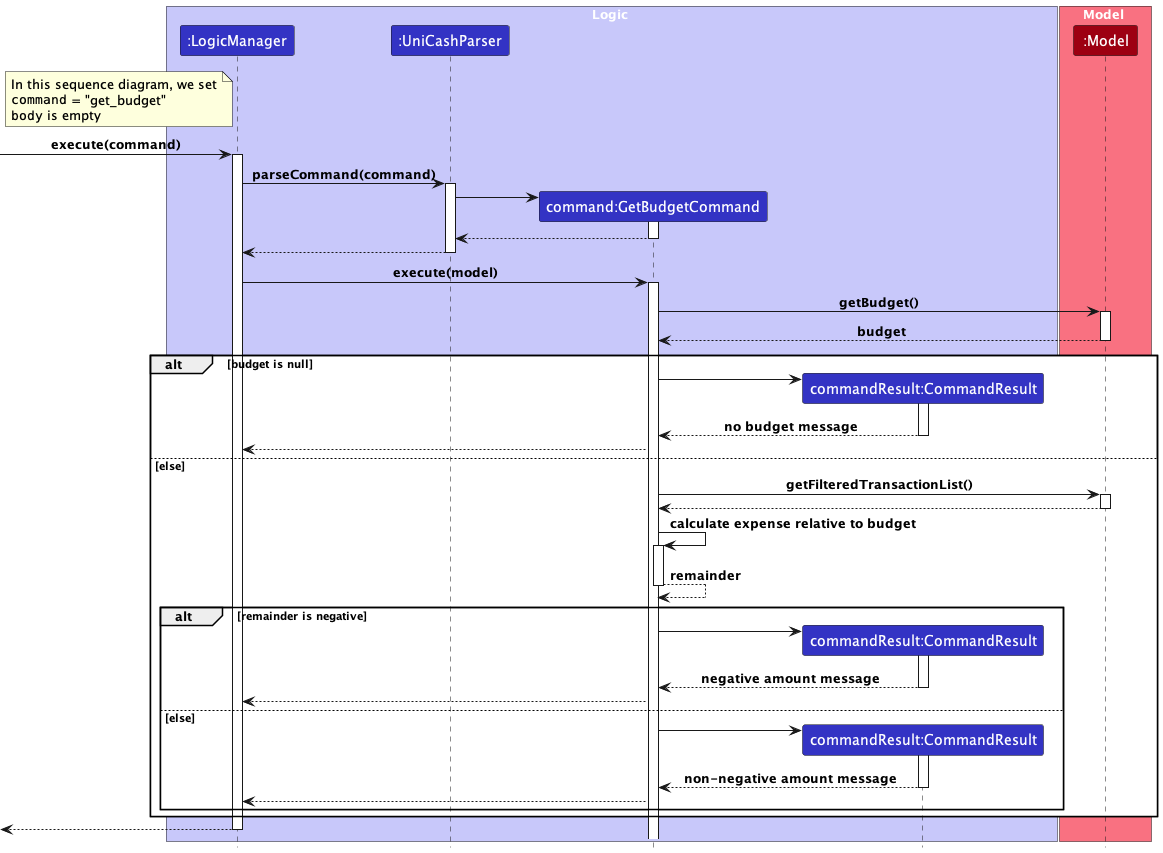 Logic
Model
:LogicManager
:UniCashParser
:Model
In this sequence diagram, we set
command = "get_budget"
body is empty
execute(command)
parseCommand(command)
command:GetBudgetCommand
execute(model)
getBudget()
budget
alt
[budget is null]
commandResult:CommandResult
no budget message
[else]
getFilteredTransactionList()
calculate expense relative to budget
remainder
alt
[remainder is negative]
commandResult:CommandResult
negative amount message
[else]
commandResult:CommandResult
non-negative amount message